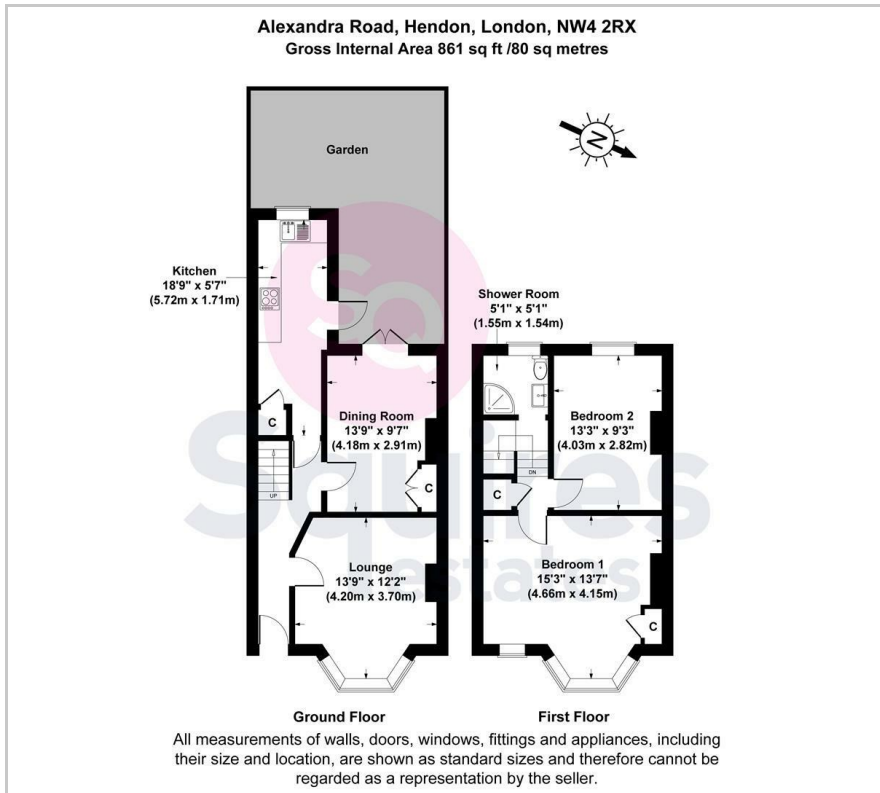 Alexandra Road, Hendon, London, NW4 2RX
Gross Internal Area 861 sq ft /80 sq metres
Garden
N
Kitchen
18'9" x 5'7"
(5.72m x 1.71m)
Shower Room
5'1" x 5'1"
(1.55m x 1.54m)
SQ
Dining Room
13'9" x 9'7"
(4.18m x 2.91m)
Bedroom 2
13'3" x 9'3"
(4.03m x 2.82m)
C
C
C
UP
DN
Squires
estates
Lounge
13'9" x 12'2"
(4.20m x 3.70m)
Bedroom 1
15'3" x 13'7"
(4.66m x 4.15m)
C
Ground Floor
First Floor
All measurements of walls, doors, windows, fittings and appliances, including
their size and location, are shown as standard sizes and therefore cannot be
regarded as a representation by the seller.